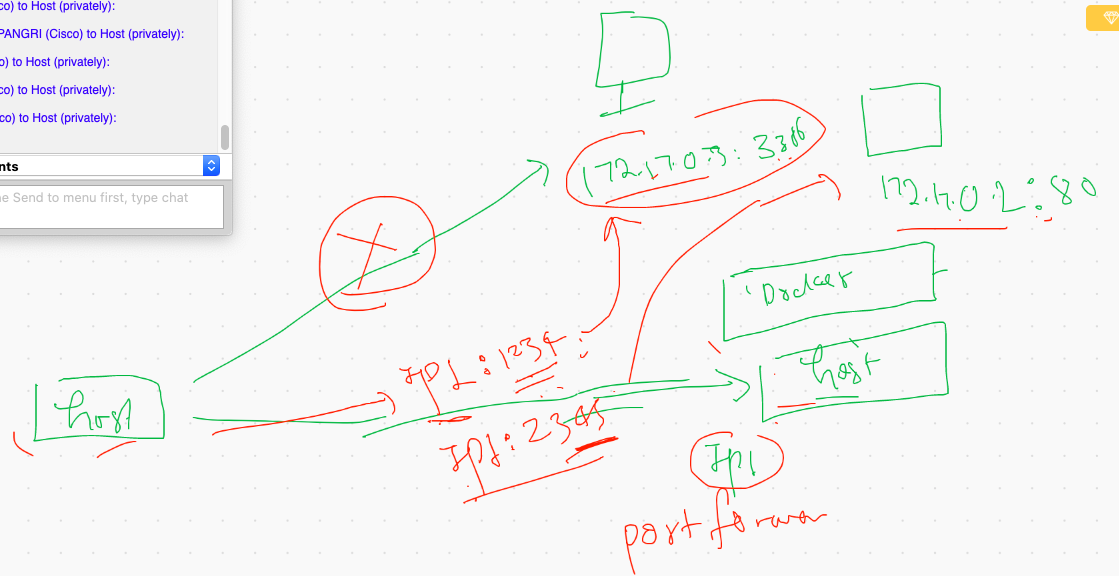 co) to Host (privately):
PANGRI (Cisco) to Host (privately):
o) to Host (privately):
co) to Host (privately):
co) to Host (privately):
nts
e Send to menu first, type chat
172.17.0.3 : 3306
172.17.0.2 : 80
Docker
host
host
IP1 : 1234 :
IP1 : 2345
IP1
port forwar